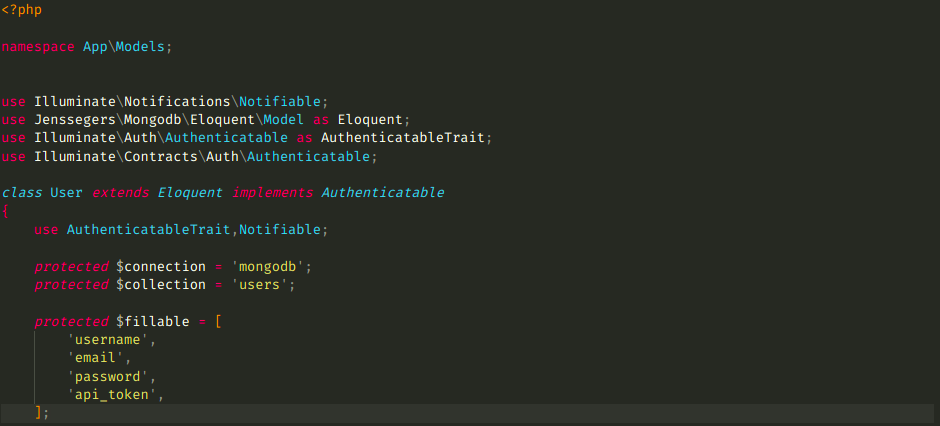 <?php
namespace App\Models;
use Illuminate\Notifications\Notifiable;
use Jenssegers\Mongodb\Eloquent\Model as Eloquent;
use Illuminate\Auth\Authenticatable as AuthenticatableTrait;
use Illuminate\Contracts\Auth\Authenticatable;
class User extends Eloquent implements Authenticatable
{
use AuthenticatableTrait,Notifiable;
protected $connection = 'mongodb';
protected $collection = 'users';
protected $fillable = [
'username',
'email',
'password',
'api_token',
];